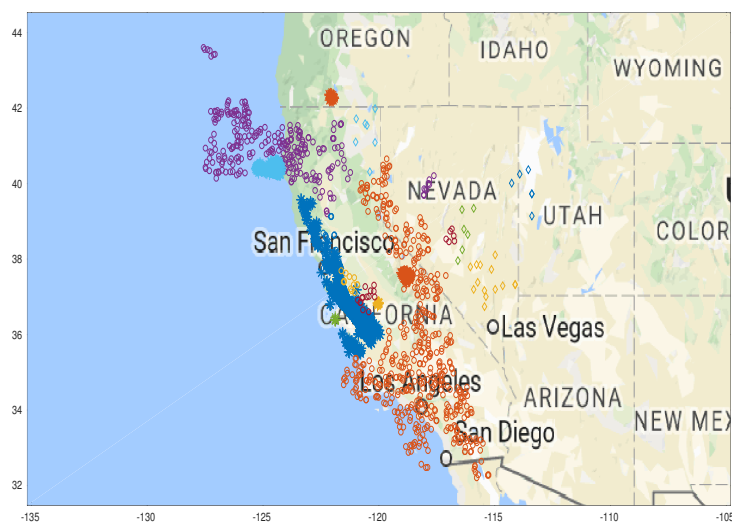 44
OREGON
IDAHO
WYOMING
42
40
NEVADA
UTAH
San Francisco
COLOR
38
CALIFORNIA
36
Las Vegas
Los Angeles
ARIZONA
34
NEW MEX
San Diego
32
-135
-130
-125
-120
-115
-110
-105